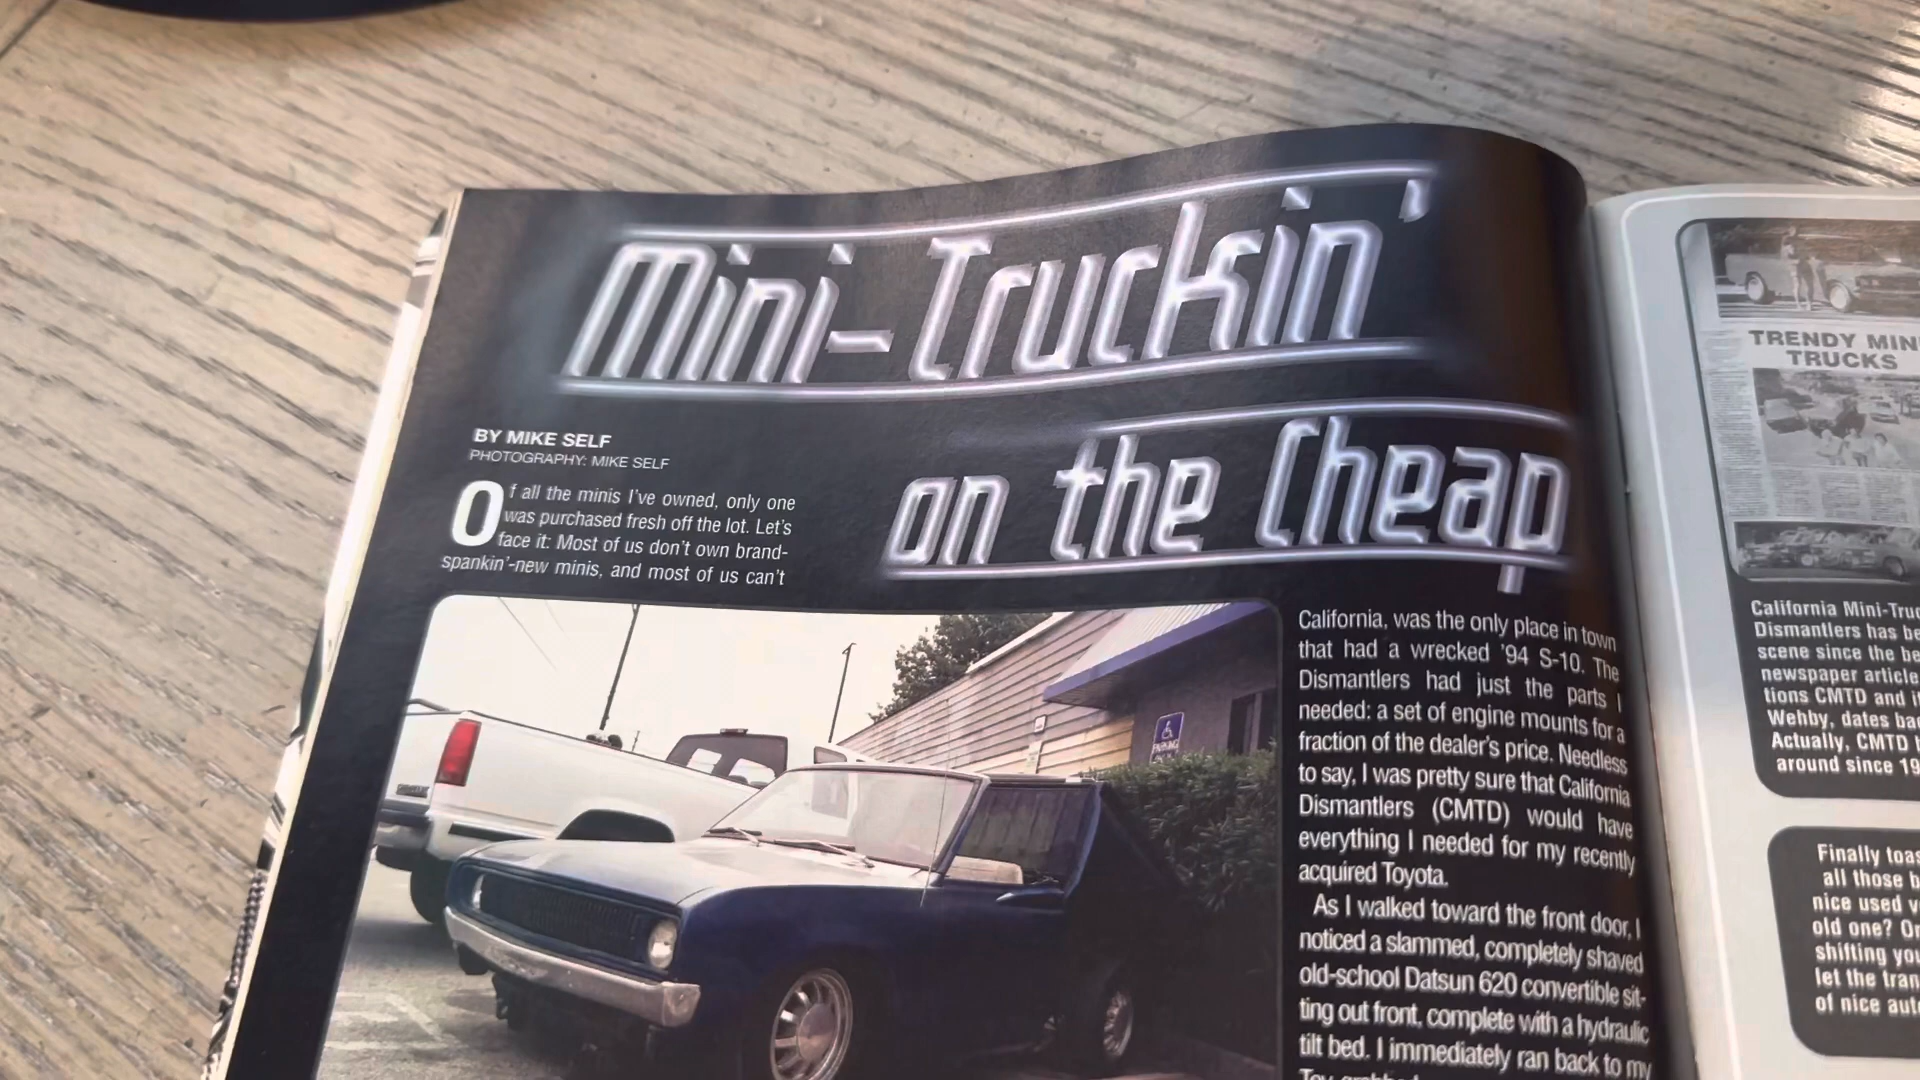 Mini-Truckin'
on the Cheap
BY MIKE SELF
PHOTOGRAPHY: MIKE SELF
Of all the minis I've owned, only one
was purchased fresh off the lot. Let's
face it: Most of us don't own brand-
spankin'-new minis, and most of us can't
PARKING
California, was the only place in town
that had a wrecked '94 S-10. The
Dismantlers had just the parts I
needed: a set of engine mounts for a
fraction of the dealer's price. Needless
to say, I was pretty sure that California
Dismantlers (CMTD) would have
everything I needed for my recently
acquired Toyota.
As I walked toward the front door, I
noticed a slammed, completely shaved
old-school Datsun 620 convertible sit-
ting out front, complete with a hydraulic
tilt bed. I immediately ran back to my
TRENDY MINI
TRUCKS
California Mini-Truc
Dismantlers has be
scene since the be
newspaper article
tions CMTD and i
Wehby, dates bac
Actually, CMTD
around since 19
Finally toas
all those b
nice used v
old one? Or
shifting you
let the tran
of nice aut